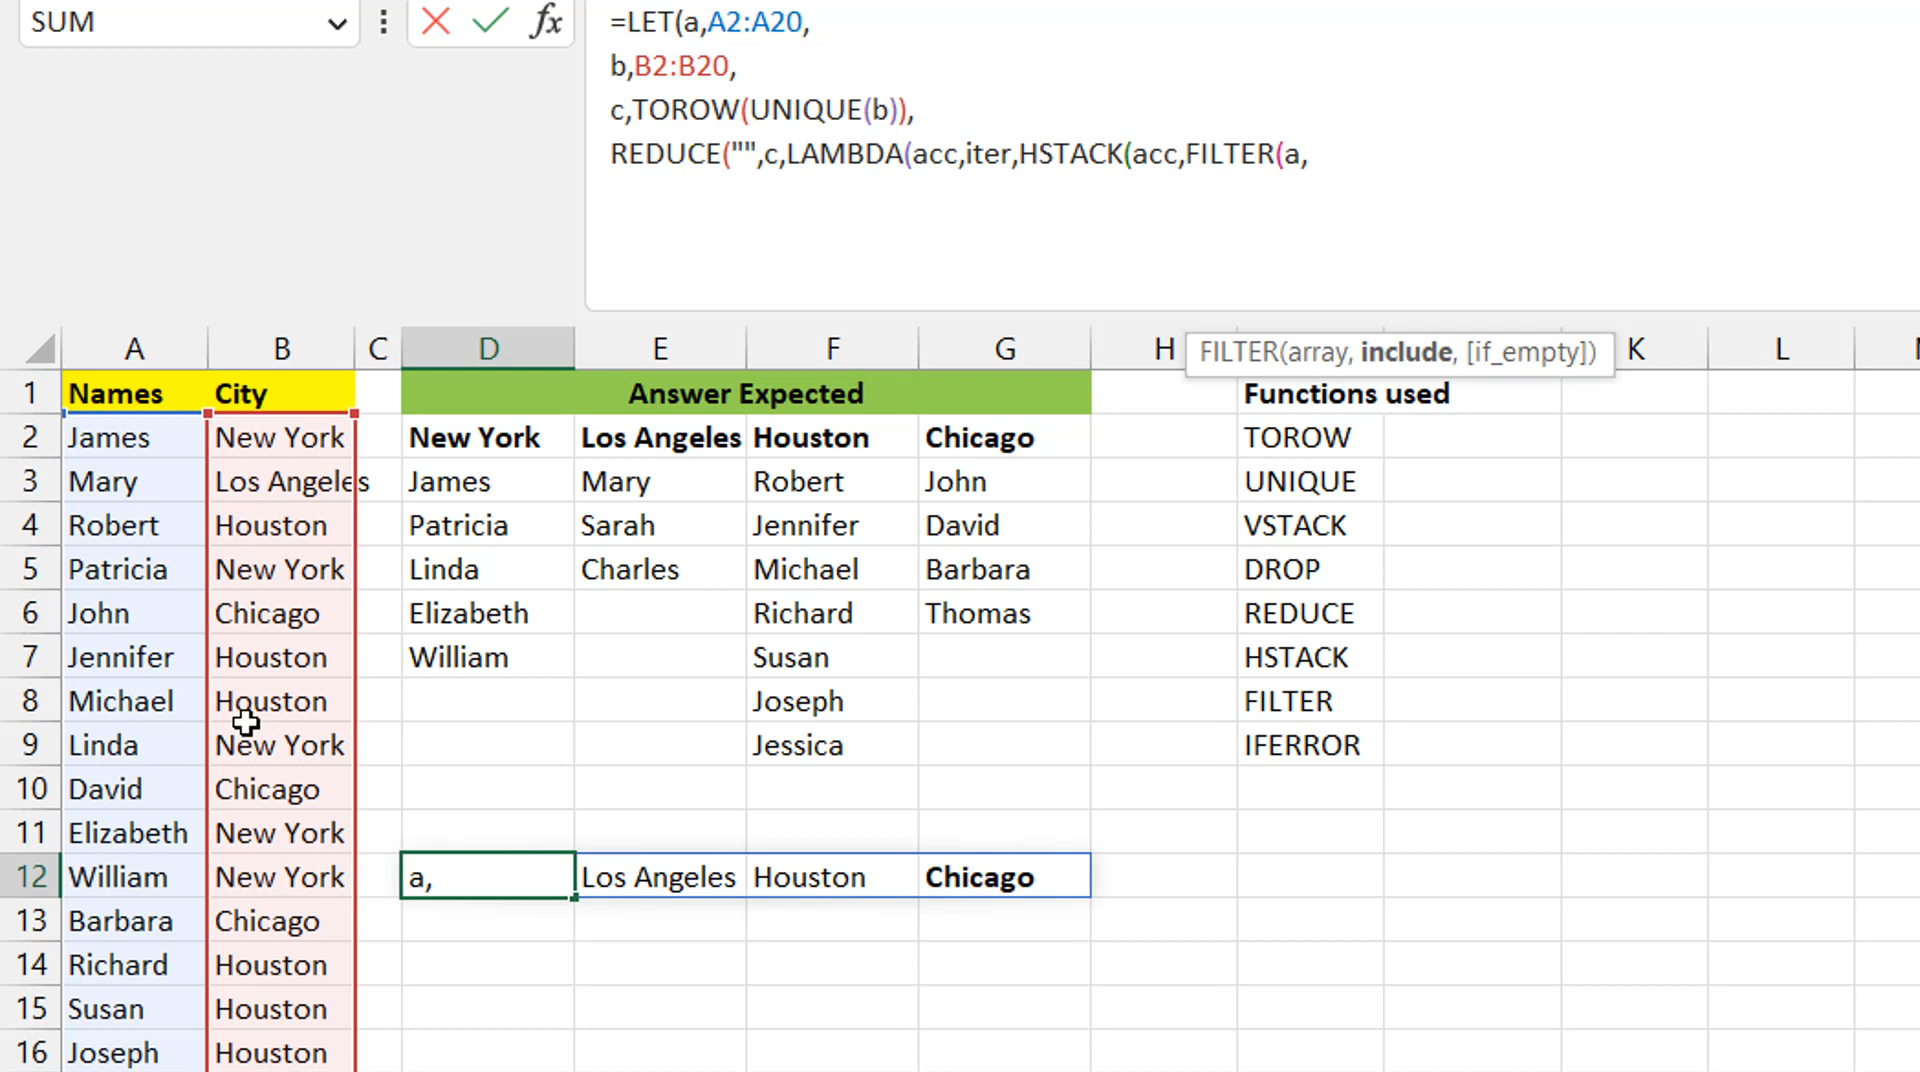 SUM fx =LET(a,A2:A20,
b,B2:B20,
c,TOROW(UNIQUE(b)),
REDUCE("",c,LAMBDA(acc,iter,HSTACK(acc,FILTER(a,
A B C D E F G H FILTER(array, include, [if_empty]) K L
1 Names City Answer Expected Functions used
2 James New York New York Los Angeles Houston Chicago TOROW
3 Mary Los Angeles James Mary Robert John UNIQUE
4 Robert Houston Patricia Sarah Jennifer David VSTACK
5 Patricia New York Linda Charles Michael Barbara DROP
6 John Chicago Elizabeth Richard Thomas REDUCE
7 Jennifer Houston William Susan HSTACK
8 Michael Houston Joseph FILTER
9 Linda New York Jessica IFERROR
10 David Chicago
11 Elizabeth New York
12 William New York a, Los Angeles Houston Chicago
13 Barbara Chicago
14 Richard Houston
15 Susan Houston
16 Joseph Houston